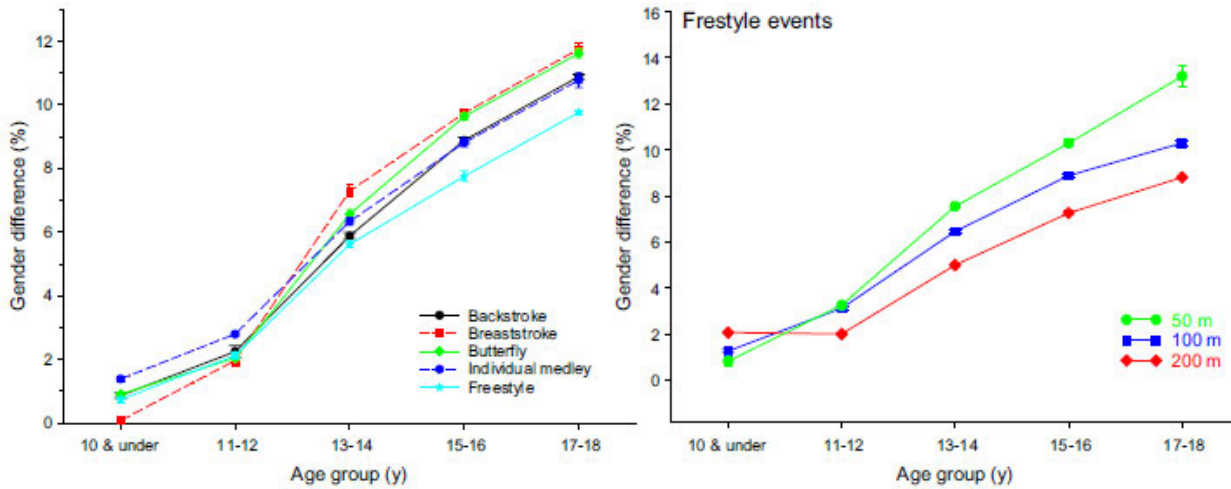 Gender difference (%)
12
10
8
6
4
2
0
10 & under
11-12
13-14
15-16
17-18
Age group (y)
Backstroke
Breaststroke
Butterfly
Individual medley
Freestyle
Frestyle events
Gender difference (%)
16
14
12
10
8
6
4
2
0
10 & under
11-12
13-14
15-16
17-18
Age group (y)
50 m
100 m
200 m